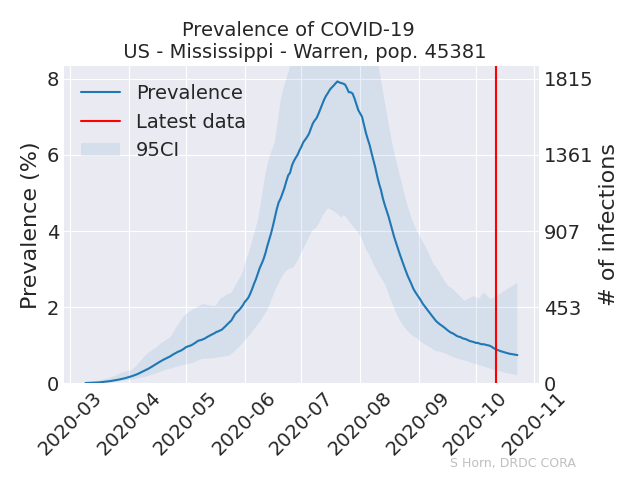 Prevalence of COVID-19
US - Mississippi - Warren, pop. 45381
Prevalence
Latest data
95CI
Prevalence (%)
8
6
4
2
0
1815
1361
907
453
0
# of infections
2020-03
2020-04
2020-05
2020-06
2020-07
2020-08
2020-09
2020-10
2020-11
S Horn, DRDC CORA